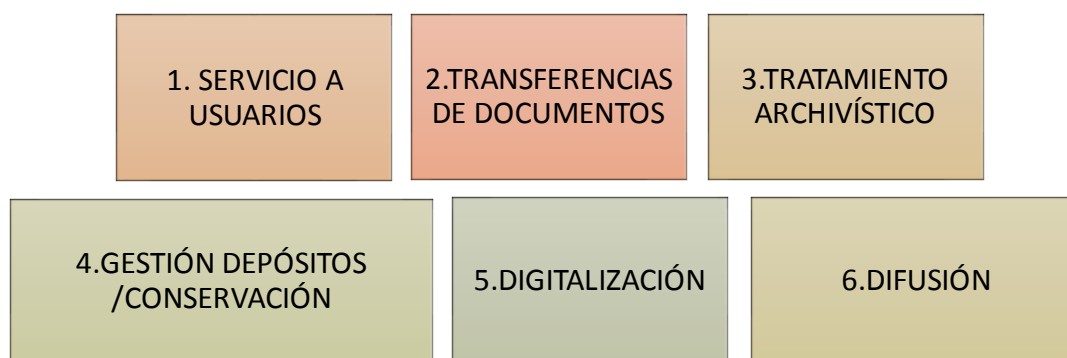 1. SERVICIO A
USUARIOS
2.TRANSFERENCIAS
DE DOCUMENTOS
3.TRATAMIENTO
ARCHIVÍSTICO
4.GESTIÓN DEPÓSITOS
/CONSERVACIÓN
5.DIGITALIZACIÓN
6.DIFUSIÓN